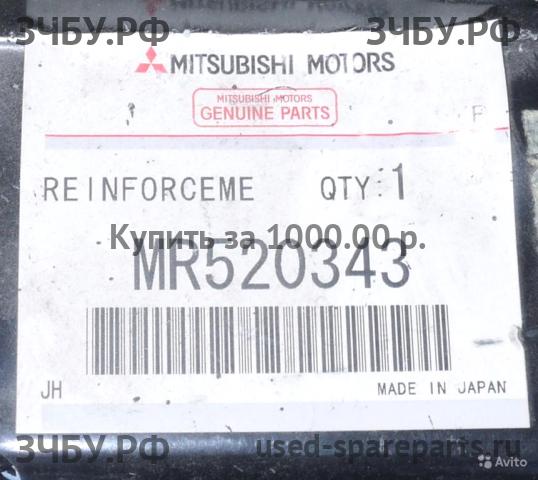 ЗЧБУ.РФ ЗЧБУ.РФ
MITSUBISHI MOTORS
MITSUBISHI MOTORS
GENUINE PARTS
REINFORCEME QTY:1
Купить за 1000.00 р.
MR520343
JH MADE IN JAPAN
ЗЧБУ.РФ used-spareparts.ru
Avito